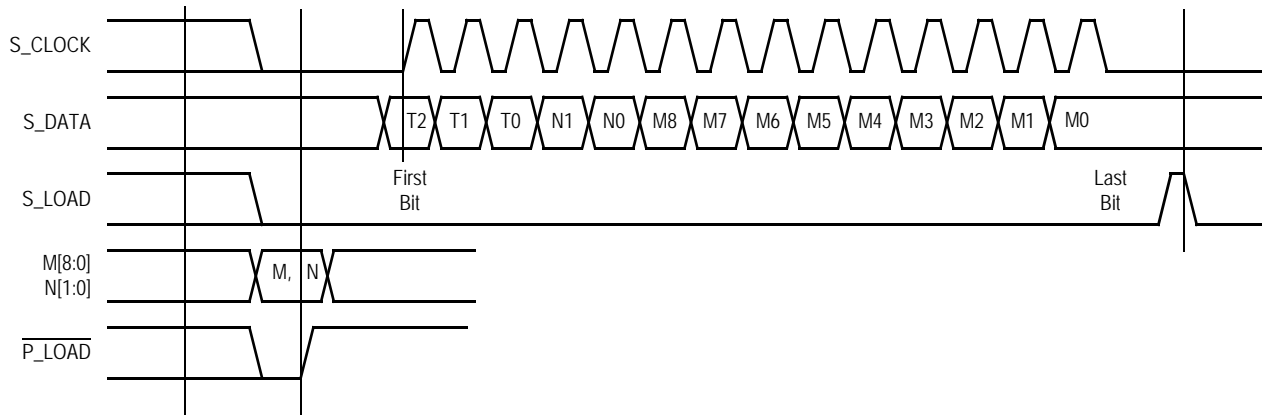 S_CLOCK
S_DATA
T2 T1 T0 N1 N0 M8 M7 M6 M5 M4 M3 M2 M1 M0
First
Bit
Last
Bit
S_LOAD
M[8:0]
N[1:0]
M, N
P_LOAD